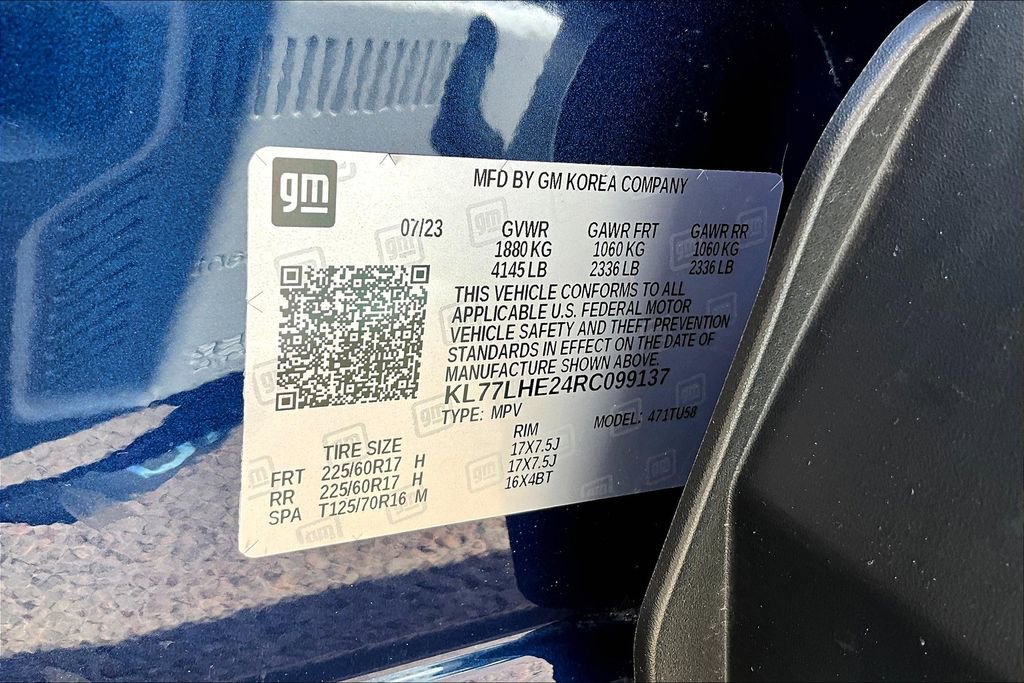 gm
MFD BY GM KOREA COMPANY
07/23 GVWR GAWR FRT GAWR RR
1880 KG 1060 KG 1060 KG
4145 LB 2336 LB 2336 LB
THIS VEHICLE CONFORMS TO ALL
APPLICABLE U.S. FEDERAL MOTOR
VEHICLE SAFETY AND THEFT PREVENTION
STANDARDS IN EFFECT ON THE DATE OF
MANUFACTURE SHOWN ABOVE.
KL77LHE24RC099137
TYPE: MPV MODEL: 471TU58
TIRE SIZE RIM
FRT 225/60R17 H 17X7.5J
RR 225/60R17 H 17X7.5J
SPA T125/70R16 M 16X4BT